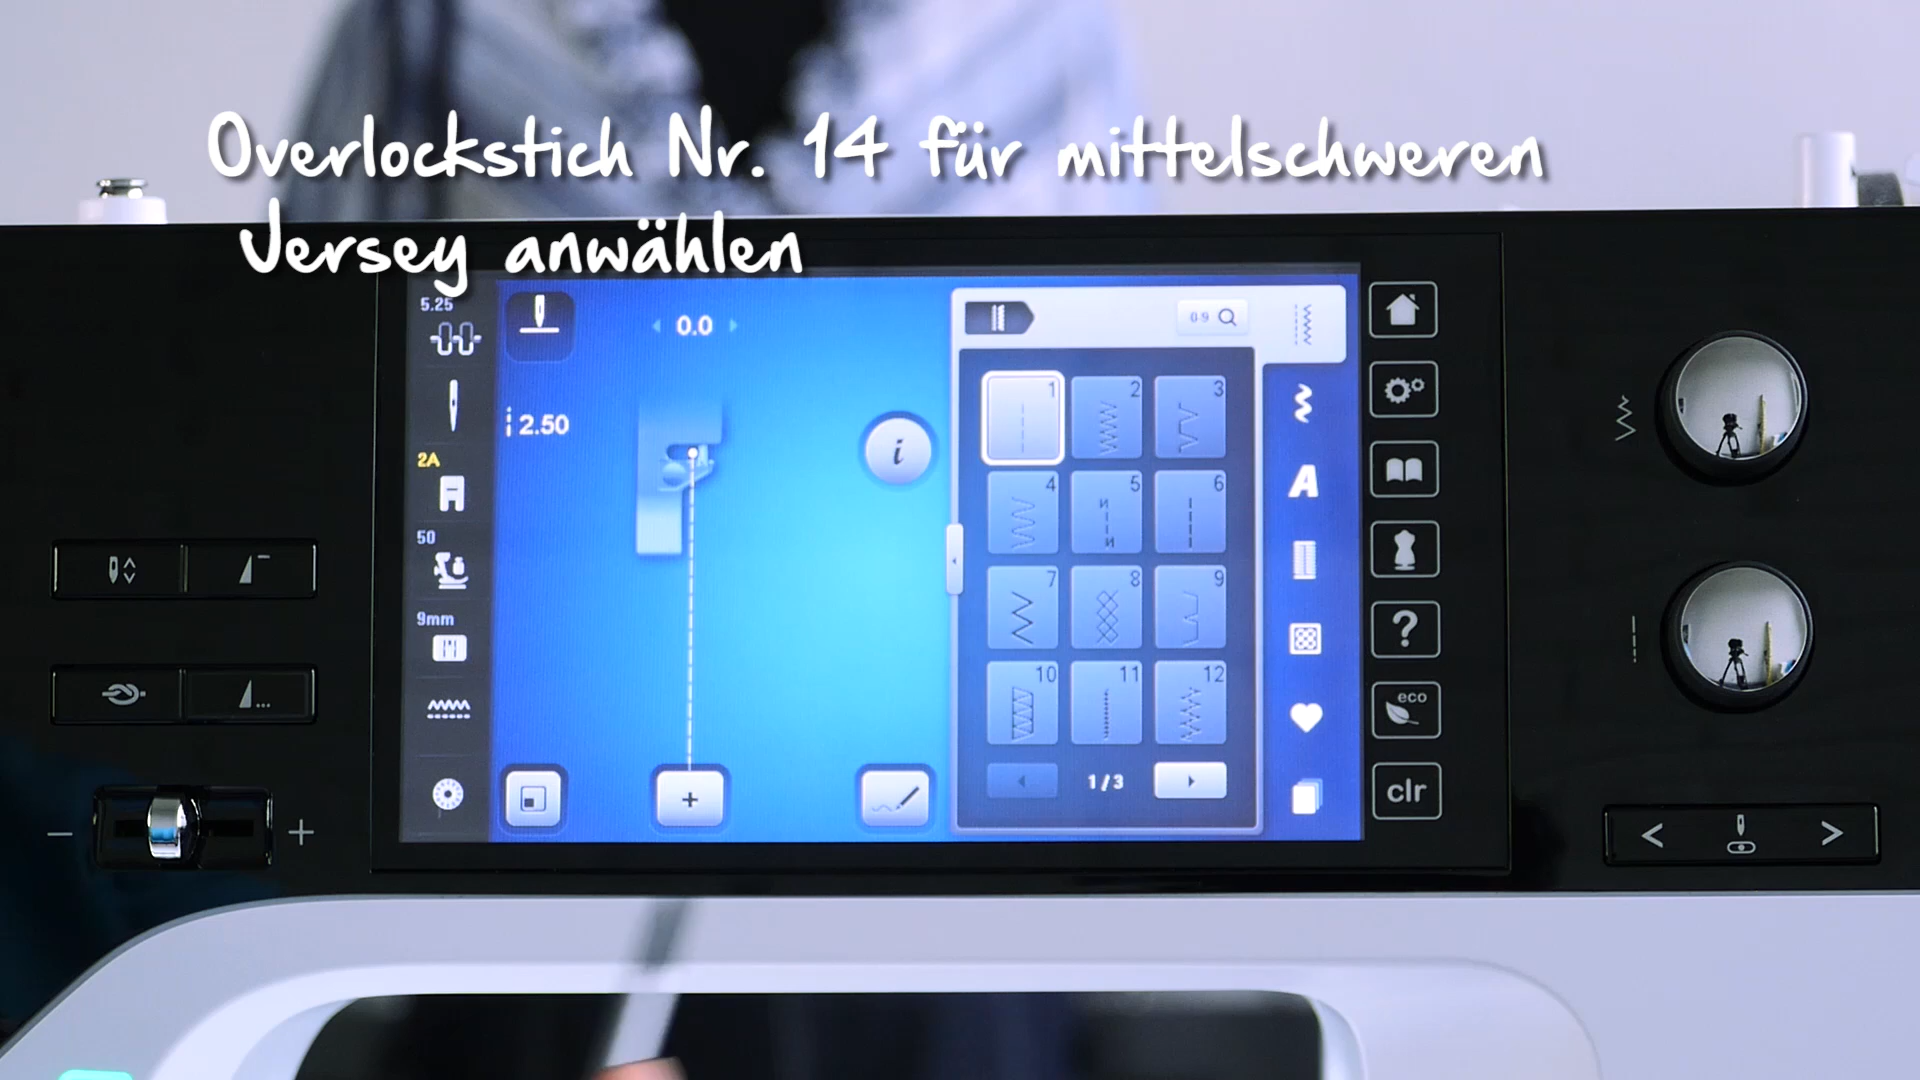 Overlockstich Nr. 14 für mittelschweren
Jersey anwählen
5.25
0.0
09
2.50
1
2
3
2A
A
4
5
6
50
7
8
9
9mm
?
10
11
12
eco
1/3
clr
i